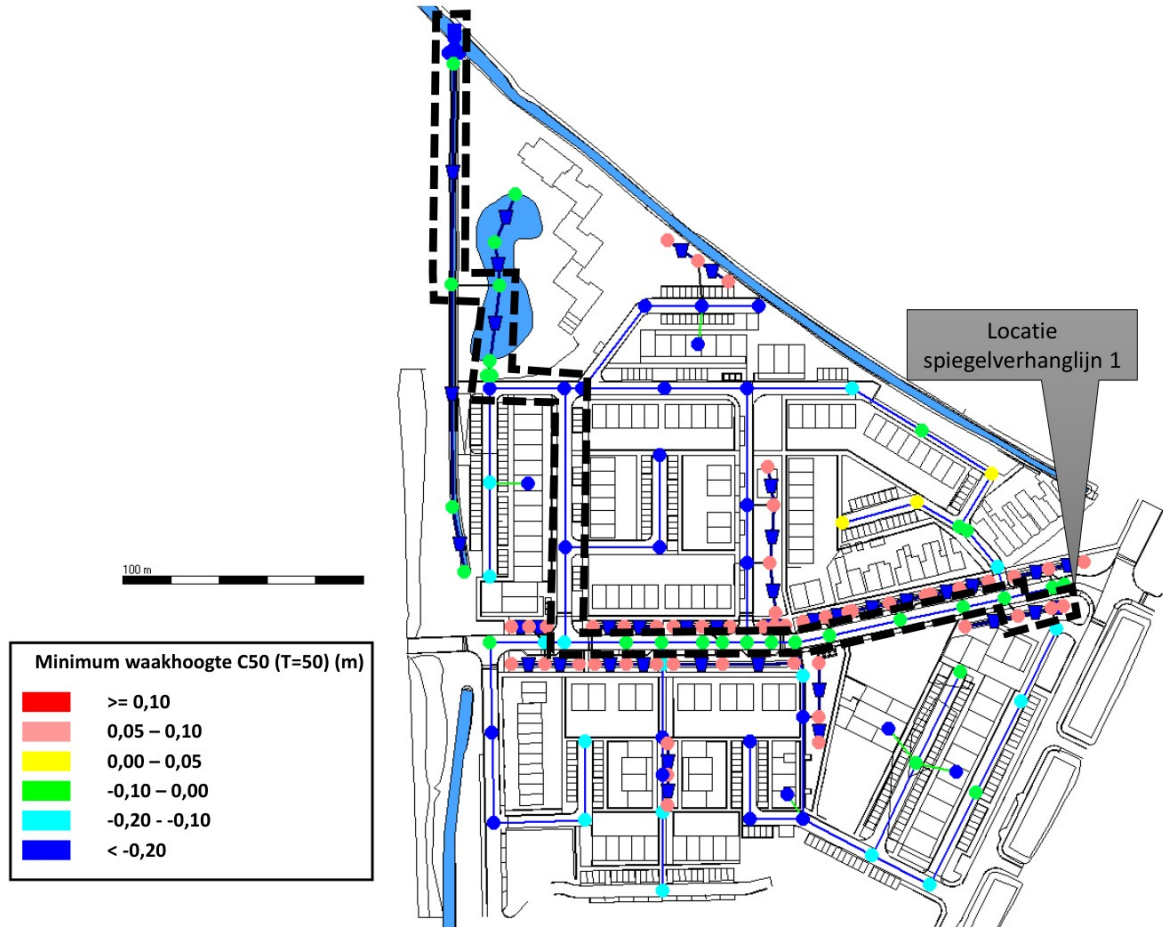 Locatie
spiegelverhanglijn 1
100 m
Minimum waakhoogte C50 (T=50) (m)
>= 0,10
0,05 – 0,10
0,00 – 0,05
-0,10 – 0,00
-0,20 - -0,10
< -0,20